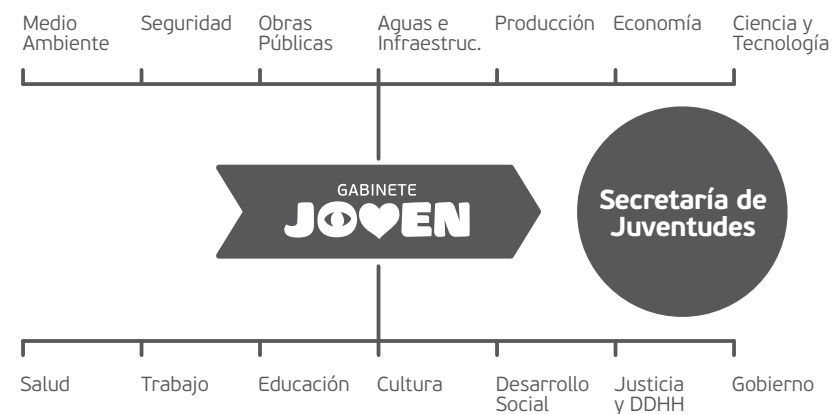 Medio
Ambiente
Seguridad
Obras
Públicas
Aguas e
Infraestruc.
Producción
Economía
Ciencia y
Tecnología
GABINETE
JOVEN
Secretaría de
Juventudes
Salud
Trabajo
Educación
Cultura
Desarrollo
Social
Justicia
y DDHH
Gobierno